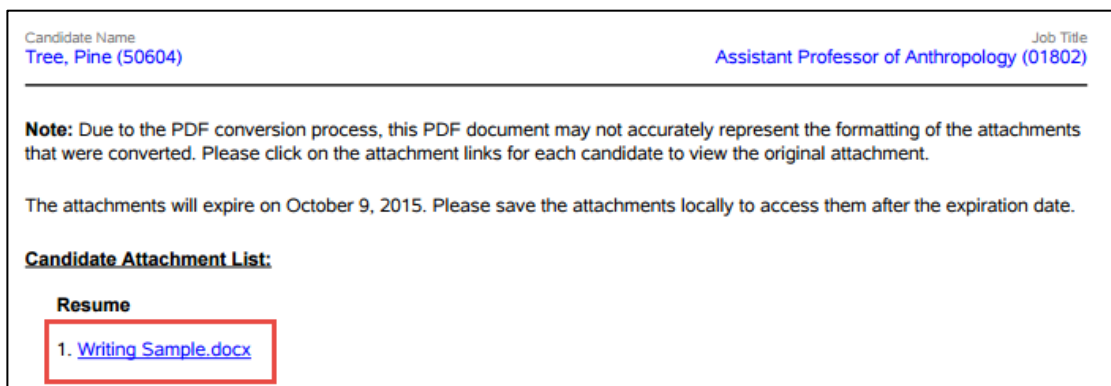 Candidate Name
Job Title
Tree, Pine (50604)
Assistant Professor of Anthropology (01802)
Note: Due to the PDF conversion process, this PDF document may not accurately represent the formatting of the attachments
that were converted. Please click on the attachment links for each candidate to view the original attachment.
The attachments will expire on October 9, 2015. Please save the attachments locally to access them after the expiration date.
Candidate Attachment List:
Resume
1. Writing Sample.docx